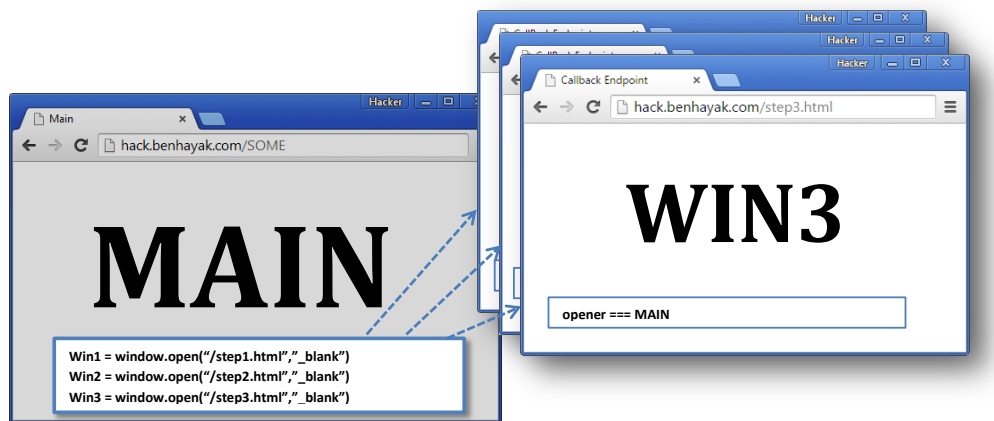 Hacker
Hacker
Hacker
Callback Endpoint
hack.benhayak.com/step3.html
Hacker
Main
hack.benhayak.com/SOME
WIN3
MAIN
opener === MAIN
Win1 = window.open(“/step1.html”,”_blank”)
Win2 = window.open(“/step2.html”,”_blank”)
Win3 = window.open(“/step3.html”,”_blank”)